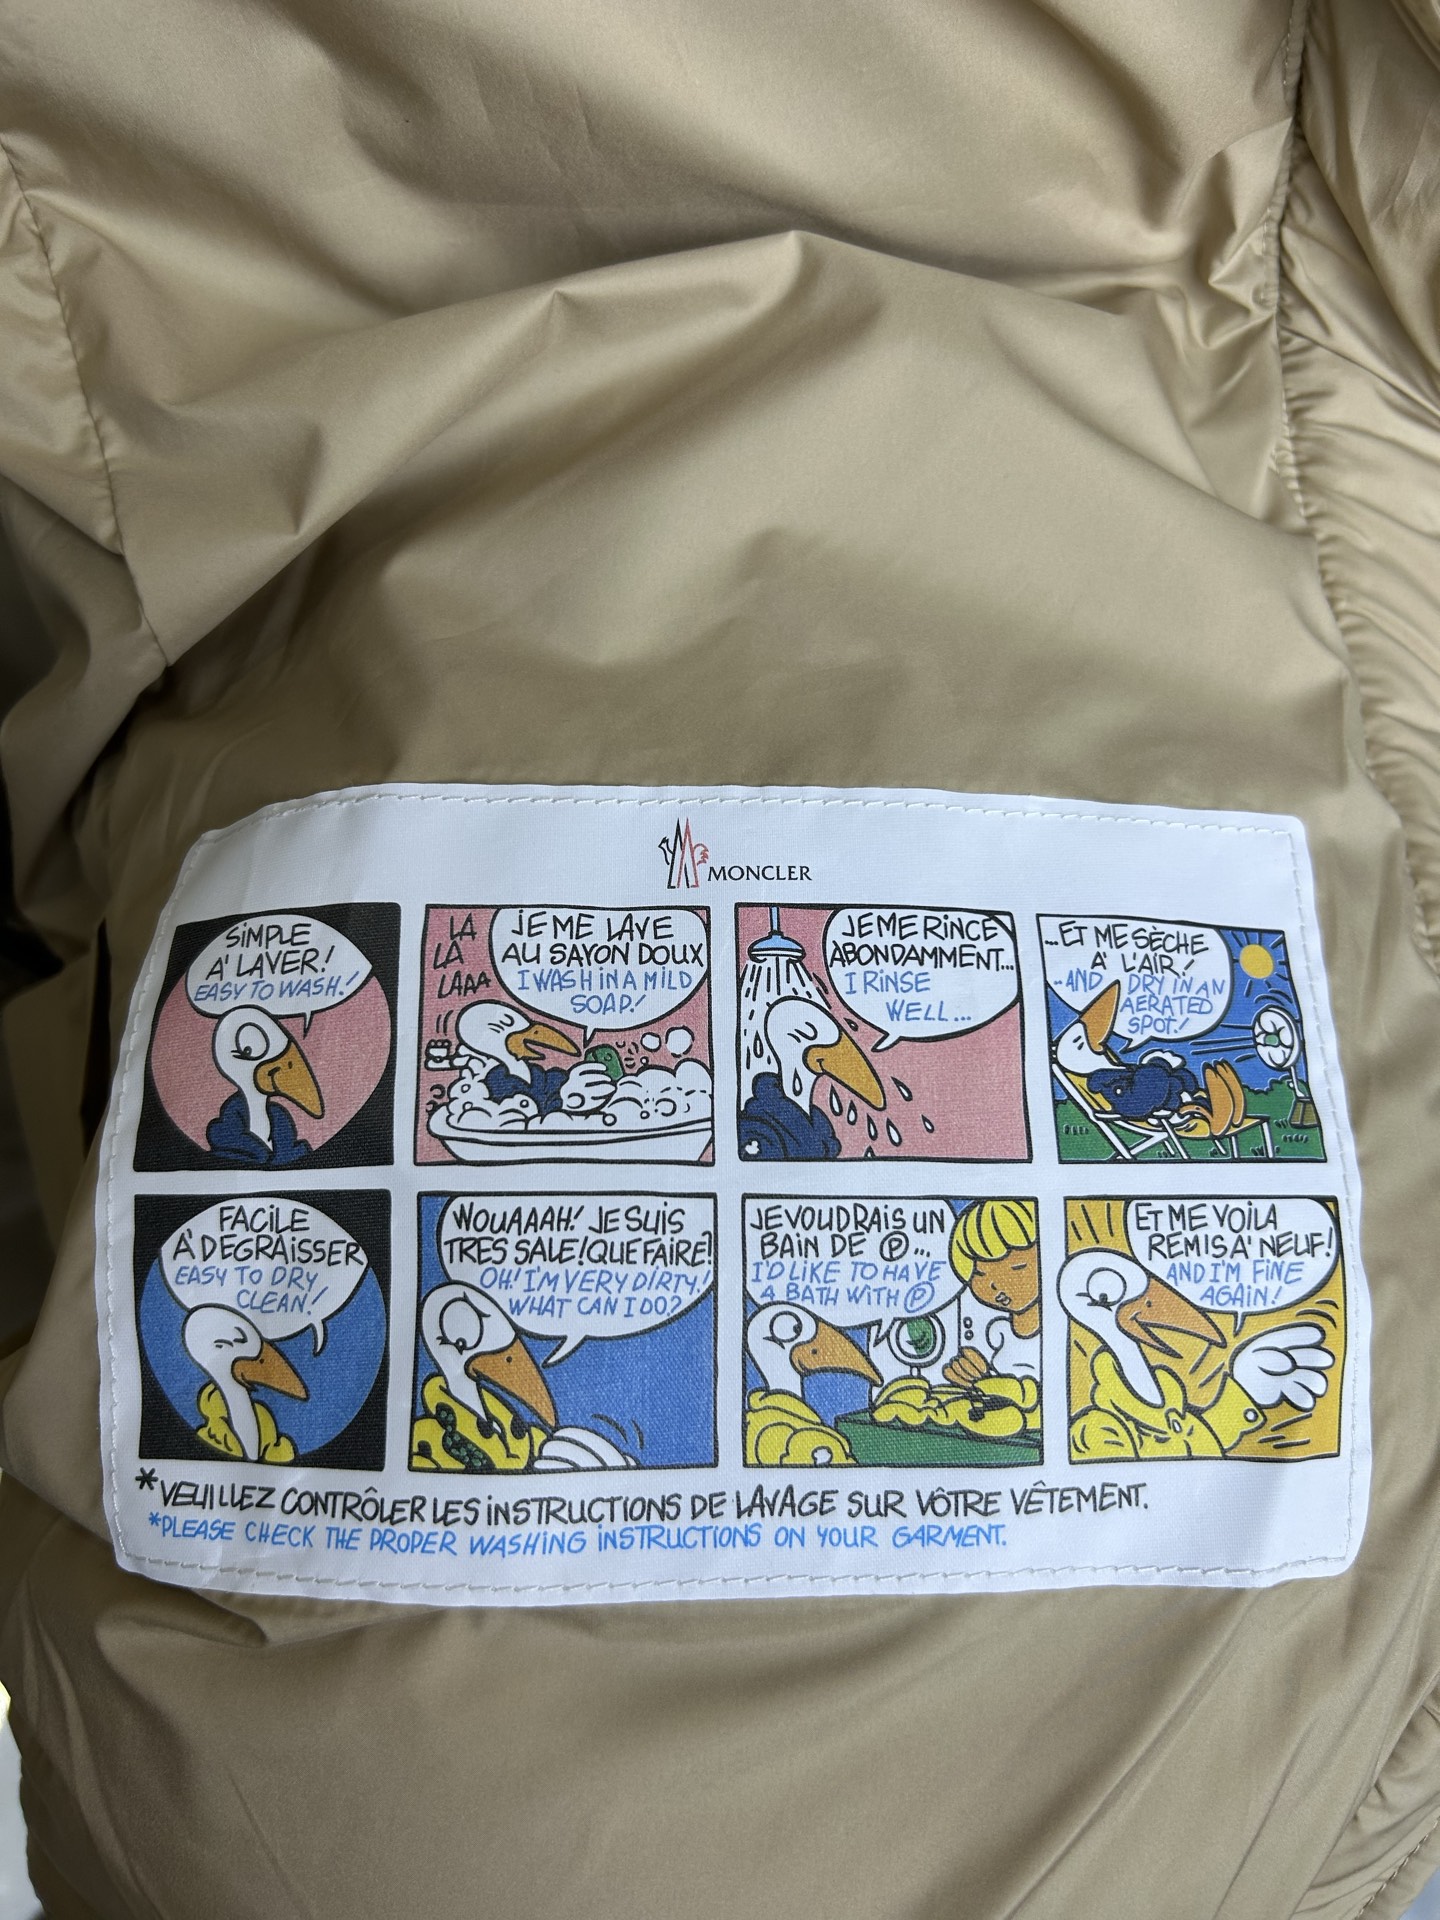 MONCLER
SIMPLE
A' LAVER!
EASY TO WASH!
LA
LA
LAAA
JE ME LAVE
AU SAVON DOUX
I WASH IN A MILD
SOAP!
JE ME RINCE
ABONDAMMENT...
I RINSE
WELL...
...ET ME SÈCHE
A' L'AIR!
..AND DRY IN AN
AERATED
SPOT!
FACILE
A' DEGRAISSER
EASY TO DRY
CLEAN!
WOUAAAH! JE SUIS
TRES SALE! QUE FAIRE?
OH! I'M VERY DIRTY!
WHAT CAN I DO?
JE VOUDRAIS UN
BAIN DE Ⓟ...
I'D LIKE TO HAVE
A BATH WITH Ⓟ
ET ME VOILA
REMIS A' NEUF!
AND I'M FINE
AGAIN!
*VEUILLEZ CONTRÔLER LES INSTRUCTIONS DE LAVAGE SUR VÔTRE VÊTEMENT.
*PLEASE CHECK THE PROPER WASHING INSTRUCTIONS ON YOUR GARMENT.